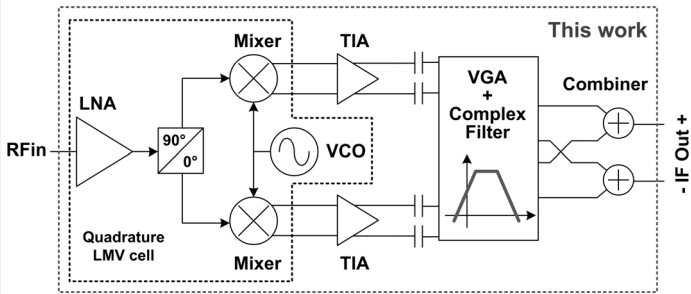 This work
Mixer
TIA
LNA
VGA
+
Complex
Filter
Combiner
RFin
90°
0°
VCO
- IF Out +
Quadrature
LMV cell
Mixer
TIA